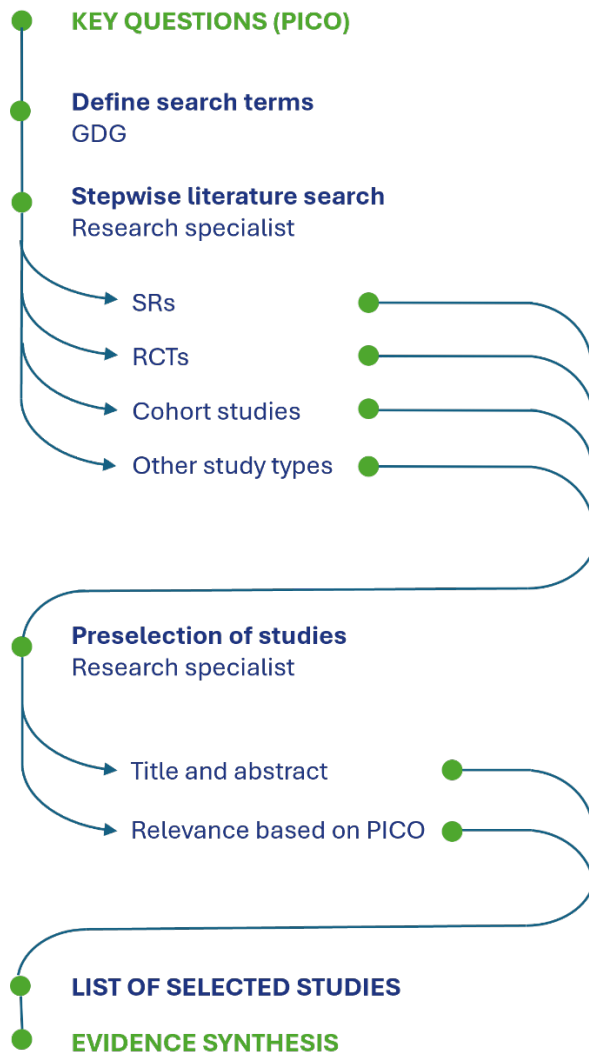 KEY QUESTIONS (PICO)
Define search terms
GDG
Stepwise literature search
Research specialist
SRs
RCTs
Cohort studies
Other study types
Preselection of studies
Research specialist
Title and abstract
Relevance based on PICO
LIST OF SELECTED STUDIES
EVIDENCE SYNTHESIS